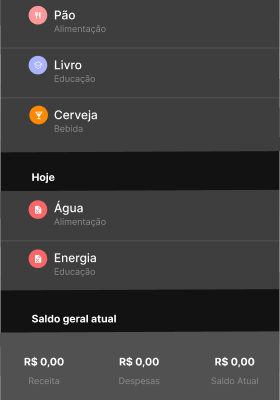 Pão
Alimentação
Livro
Educação
Cerveja
Bebida
Hoje
Água
Alimentação
Energia
Educação
Saldo geral atual
R$ 0,00 R$ 0,00 R$ 0,00
Receita Despesas Saldo Atual